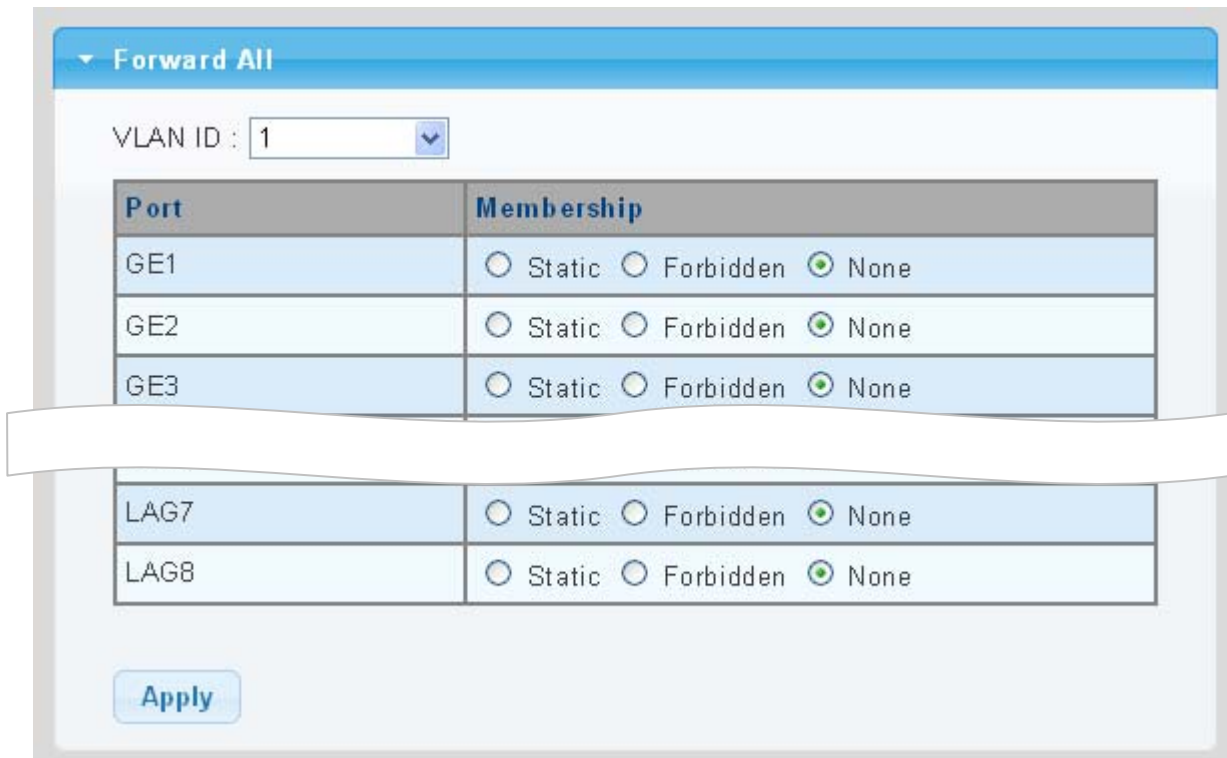 Forward All
VLAN ID : 1
Port Membership
GE1 Static Forbidden None
GE2 Static Forbidden None
GE3 Static Forbidden None
LAG7 Static Forbidden None
LAG8 Static Forbidden None
Apply